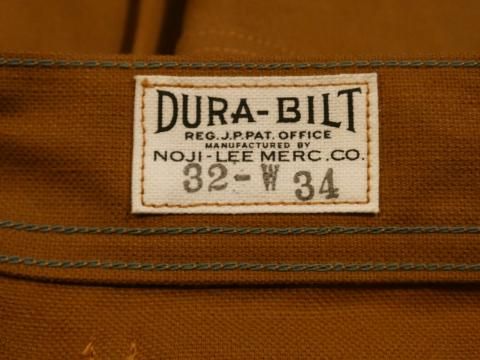 DURA-BILT
REG.J.P.PAT.OFFICE
MANUFACTURED BY
NOJI-LEE MERC.CO.
32-W 34